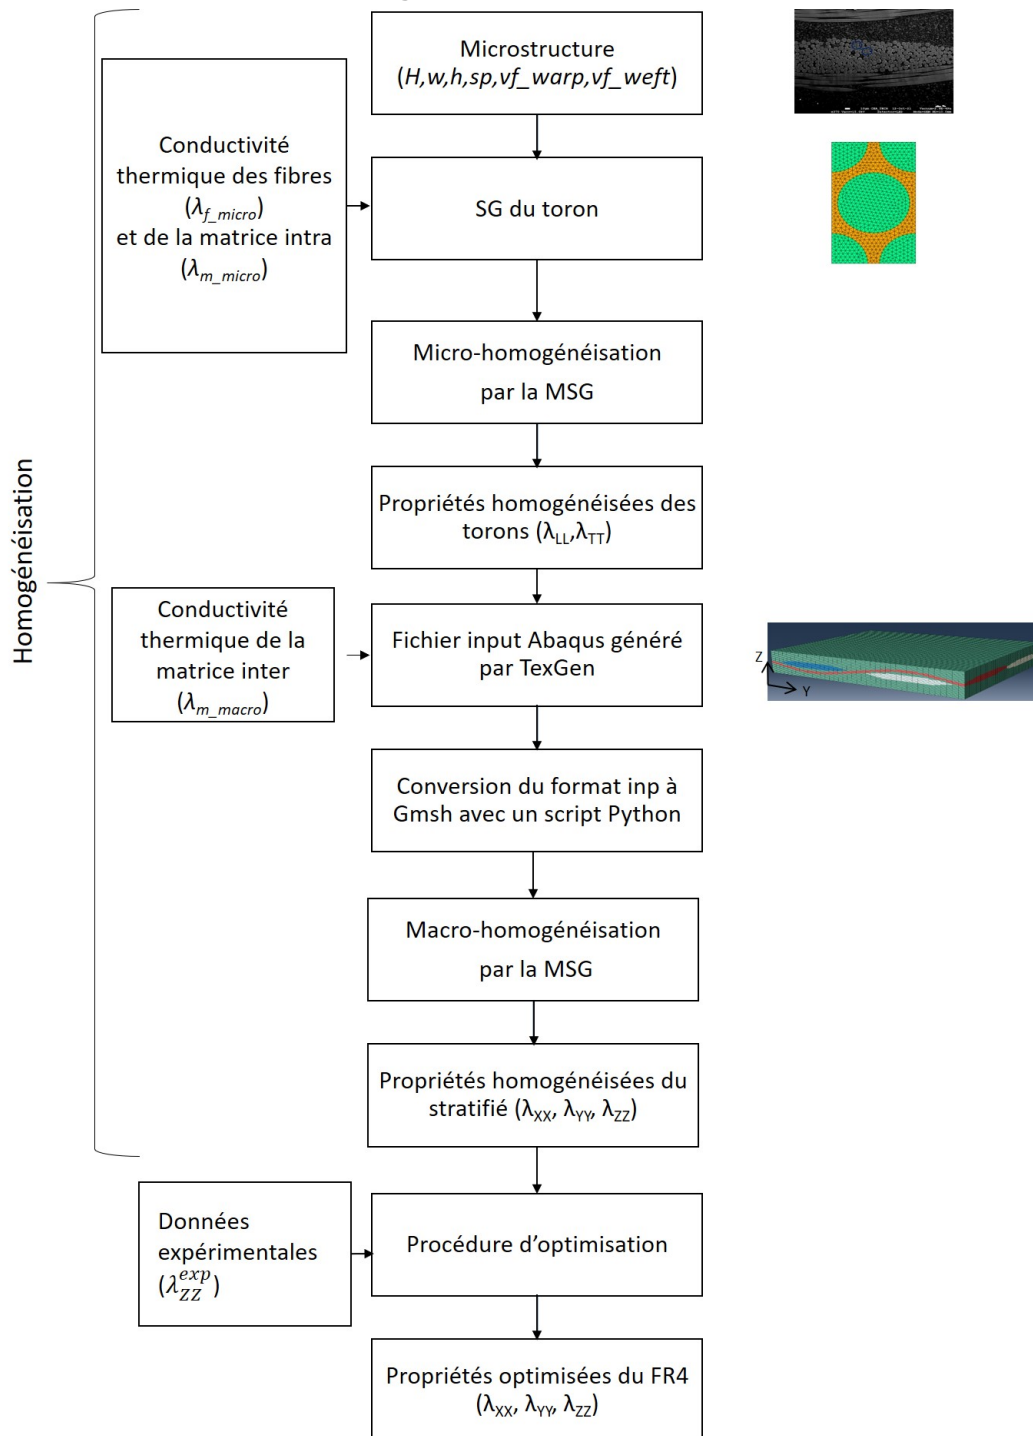 Microstructure
(H,w,h,sp,vf_warp,vf_weft)
Conductivité
thermique des fibres
(λf_micro)
et de la matrice intra
(λm_micro)
SG du toron
Micro-homogénéisation
par la MSG
Propriétés homogénéisées des
torons (λLL,λTT)
Homogénéisation
Conductivité
thermique de la
matrice inter
(λm_macro)
Fichier input Abaqus généré
par TexGen
Z
Y
Conversion du format inp à
Gmsh avec un script Python
Macro-homogénéisation
par la MSG
Propriétés homogénéisées du
stratifié (λXX, λYY, λZZ)
Données
expérimentales
(λZZexp)
Procédure d’optimisation
Propriétés optimisées du FR4
(λXX, λYY, λZZ)